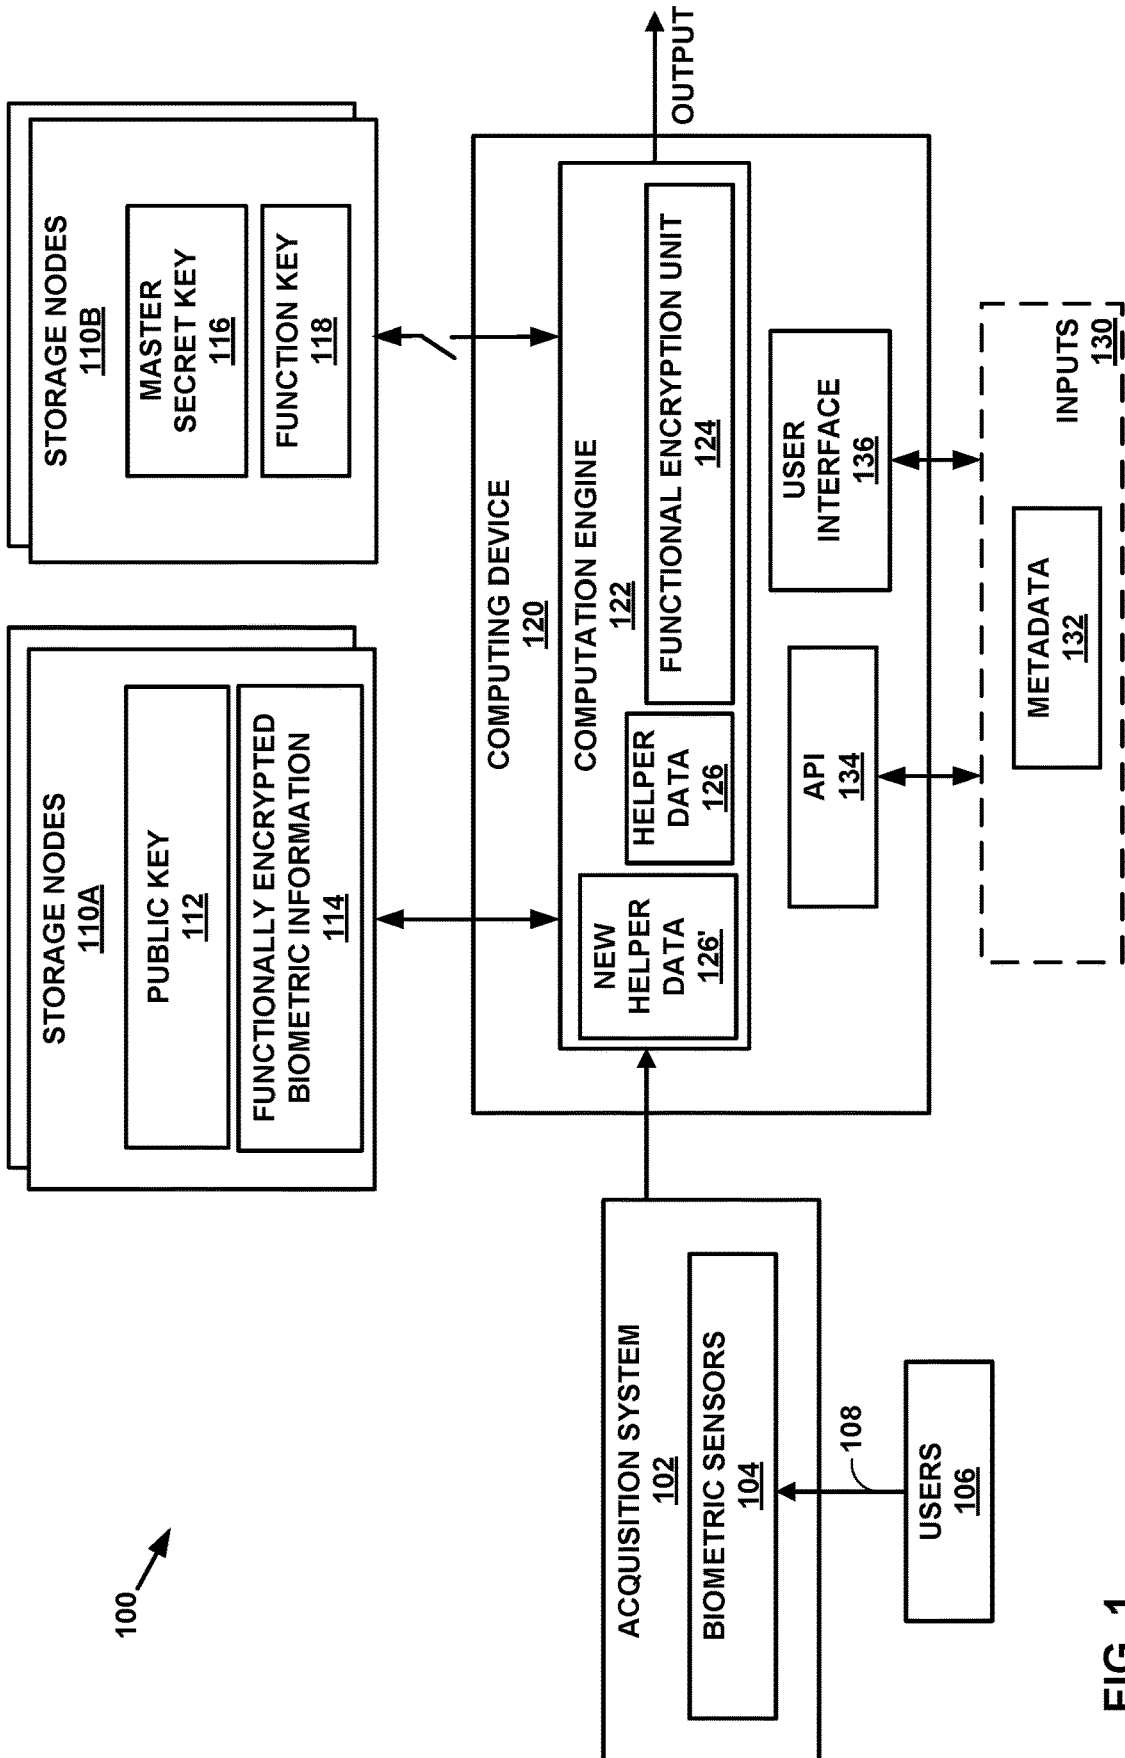 100
STORAGE NODES
110A
PUBLIC KEY
112
FUNCTIONALLY ENCRYPTED
BIOMETRIC INFORMATION
114
STORAGE NODES
110B
MASTER
SECRET KEY
116
FUNCTION KEY
118
ACQUISITION SYSTEM
102
BIOMETRIC SENSORS
104
108
USERS
106
COMPUTING DEVICE
120
COMPUTATION ENGINE
122
NEW
HELPER
DATA
126'
HELPER
DATA
126
FUNCTIONAL ENCRYPTION UNIT
124
OUTPUT
API
134
USER
INTERFACE
136
METADATA
132
INPUTS
130
FIG. 1